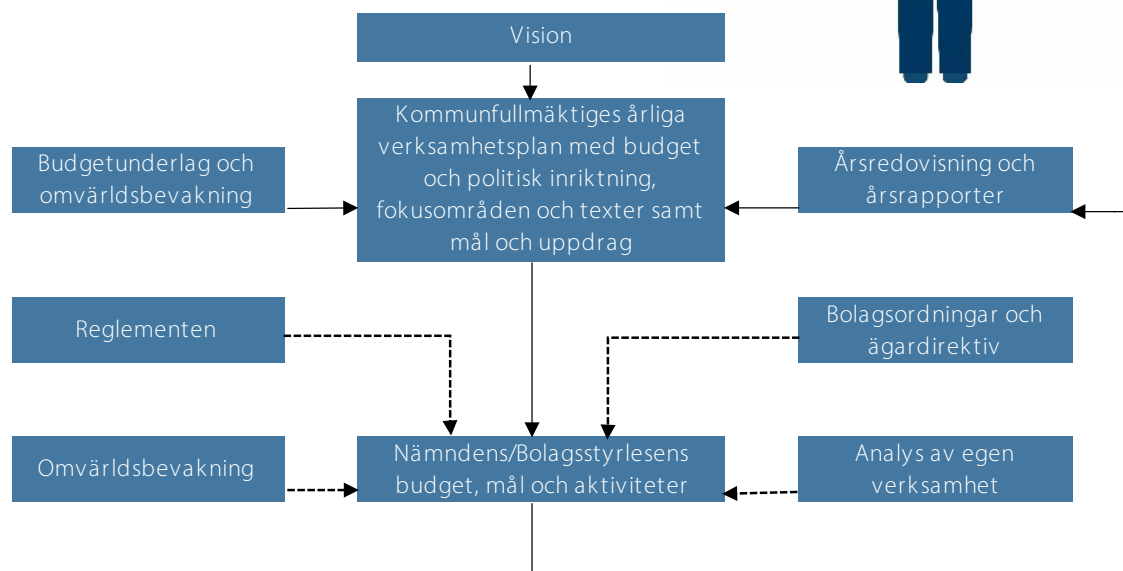 Vision
Kommunfullmäktiges årliga
verksamhetsplan med budget
och politisk inriktning,
fokusområden och texter samt
mål och uppdrag
Budgetunderlag och
omvärldsbevakning
Årsredovisning och
årsrapporter
Reglementen
Bolagsordningar och
ägardirektiv
Omvärldsbevakning
Nämndens/Bolagsstyrlesens
budget, mål och aktiviteter
Analys av egen
verksamhet